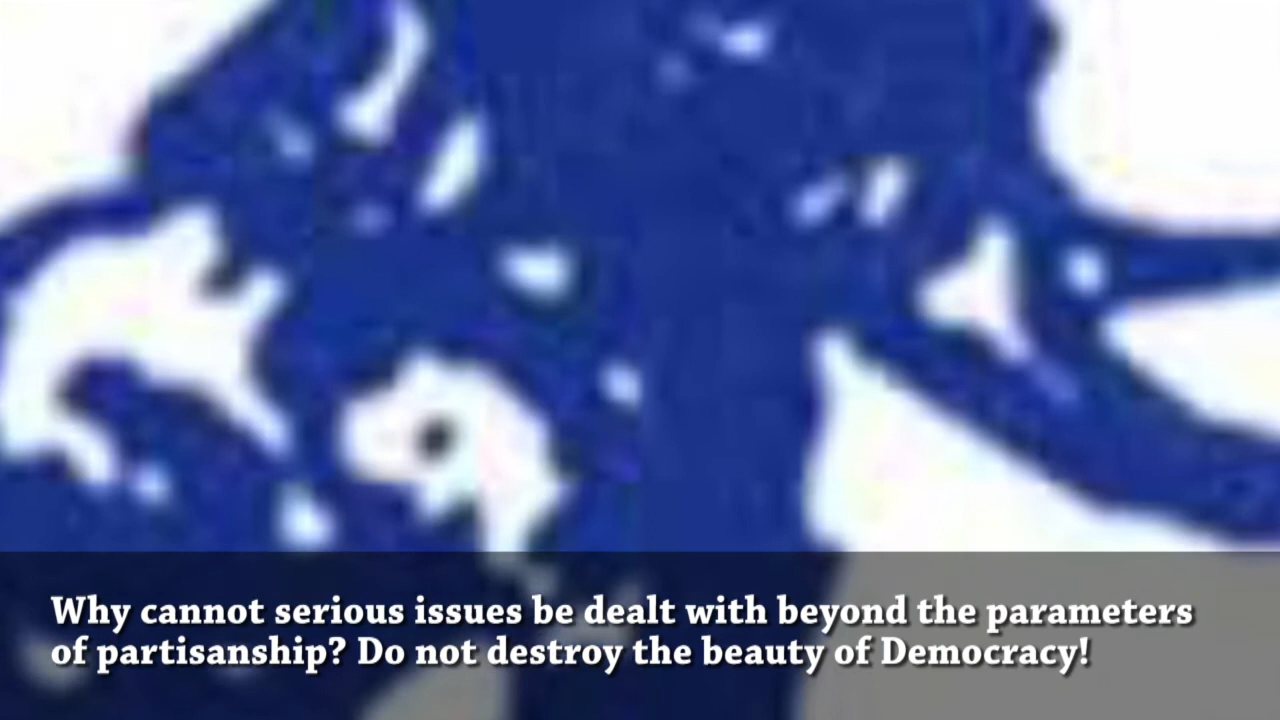 Why cannot serious issues be dealt with beyond the parameters
of partisanship? Do not destroy the beauty of Democracy!